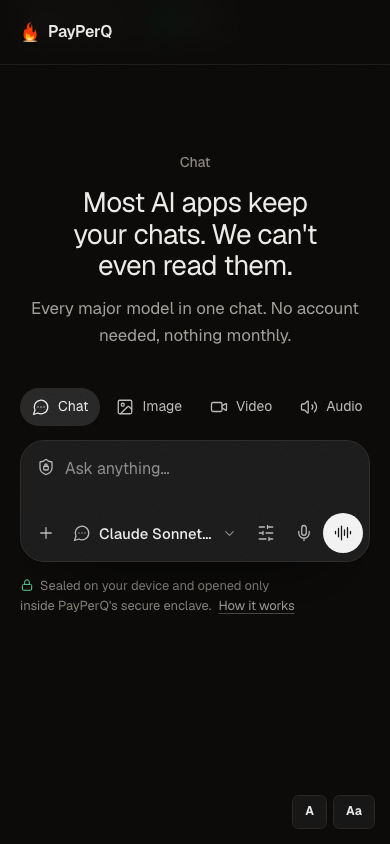 PayPerQ
Chat
Most AI apps keep
your chats. We can't
even read them.
Every major model in one chat. No account
needed, nothing monthly.
Chat Image Video Audio
Ask anything...
Claude Sonnet...
Sealed on your device and opened only
inside PayPerQ's secure enclave. How it works
A Aa